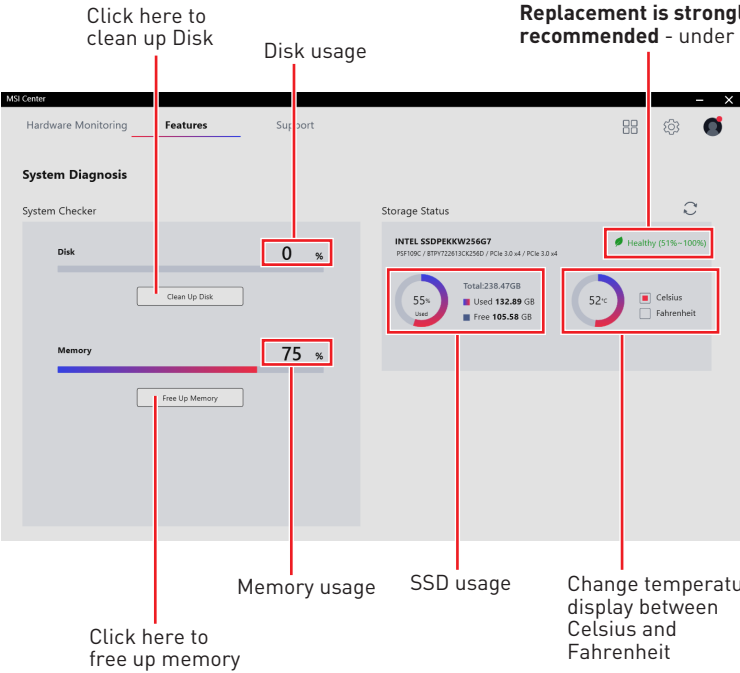 Click here to
clean up Disk
Disk usage
Replacement is strongl
recommended - under
MSI Center
Hardware Monitoring
Features
Support
System Diagnosis
System Checker
Disk
0 %
Clean Up Disk
Memory
75 %
Free Up Memory
Storage Status
INTEL SSDPEKKW256G7
PSF109C / BTPY722613CK256D / PCIe 3.0 x4 / PCIe 3.0 x4
Healthy (51%~100%)
55%
Used
Total:238.47GB
Used 132.89 GB
Free 105.58 GB
52°C
Celsius
Fahrenheit
Memory usage
SSD usage
Change temperatu
display between
Celsius and
Fahrenheit
Click here to
free up memory